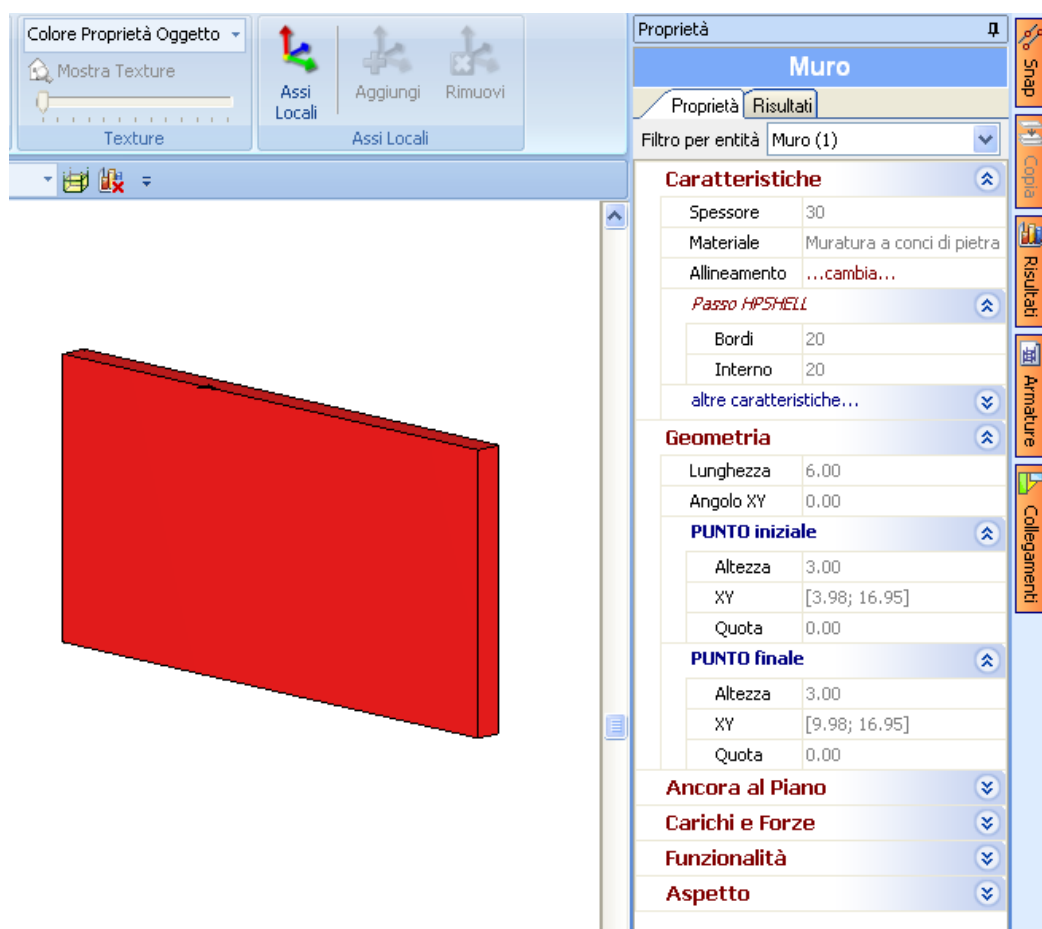 Colore Proprietà Oggetto
Mostra Texture
Texture
Assi
Locali
Aggiungi
Rimuovi
Assi Locali
Proprietà
Muro
Proprietà Risultati
Filtro per entità Muro (1)
Caratteristiche
Spessore 30
Materiale Muratura a conci di pietra
Allineamento ...cambia...
Passo HPSHELL
Bordi 20
Interno 20
altre caratteristiche...
Geometria
Lunghezza 6.00
Angolo XY 0.00
PUNTO iniziale
Altezza 3.00
XY [3.98; 16.95]
Quota 0.00
PUNTO finale
Altezza 3.00
XY [9.98; 16.95]
Quota 0.00
Ancora al Piano
Carichi e Forze
Funzionalità
Aspetto
Snap
Copia
Risultati
Armature
Collegamenti